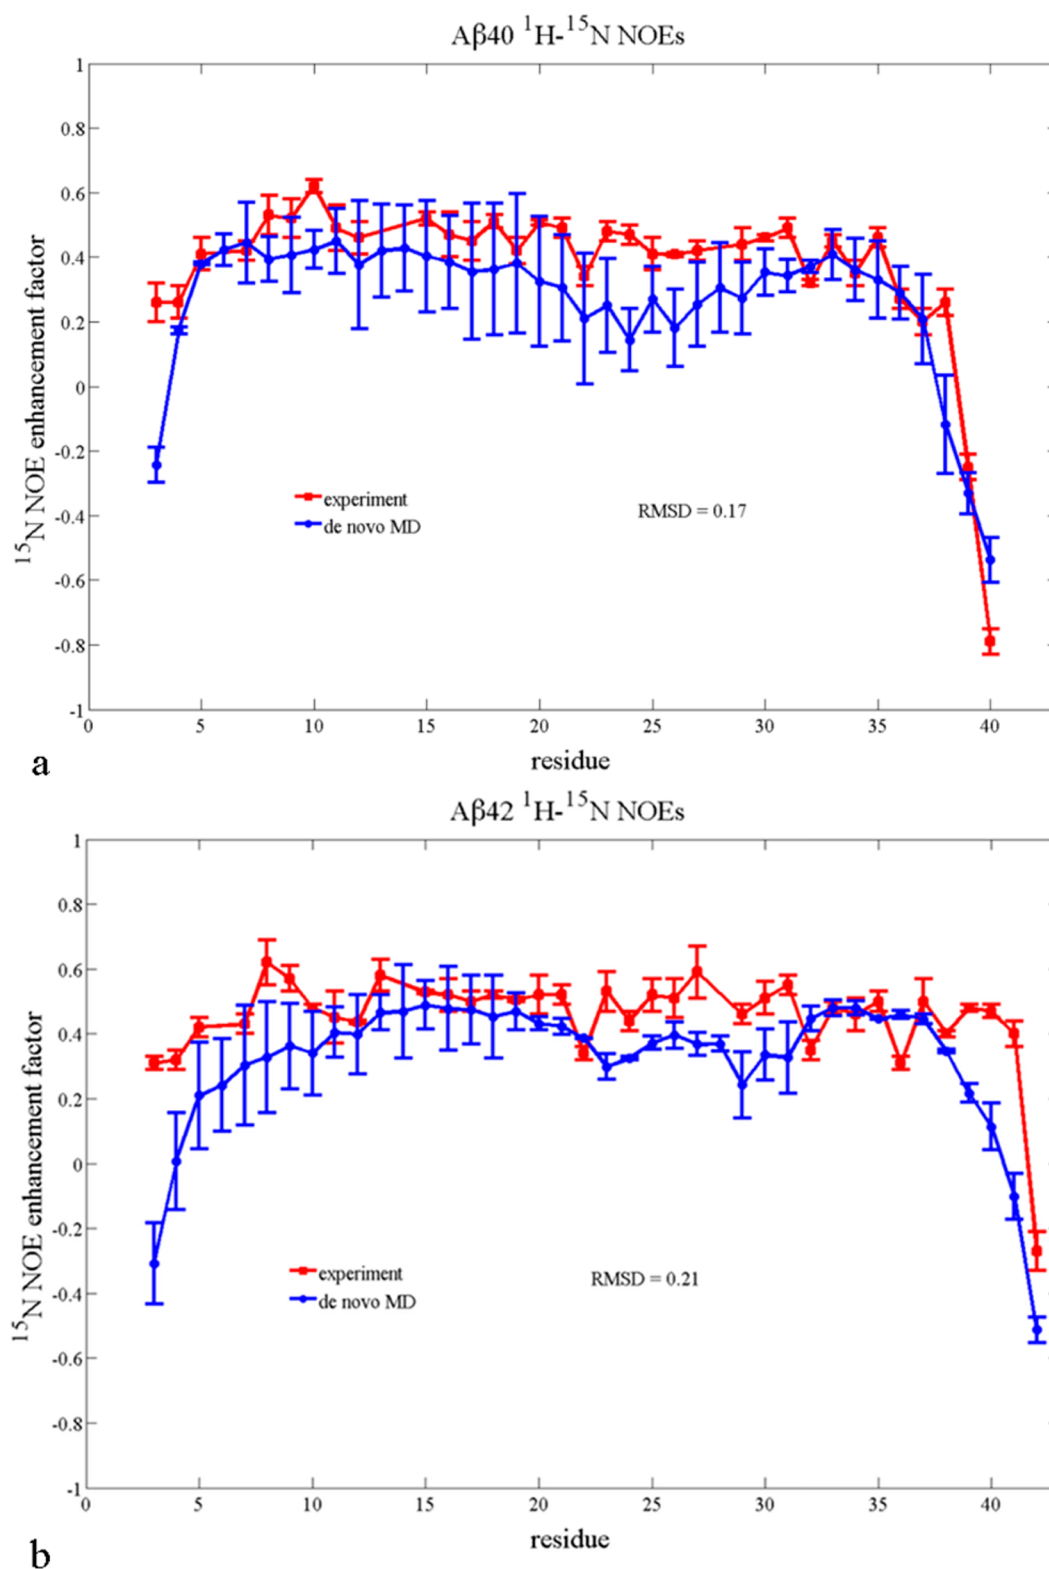 Aβ40 ¹H-¹⁵N NOEs
1
0.8
0.6
0.4
0.2
0
-0.2
-0.4
-0.6
-0.8
-1
¹⁵N NOE enhancement factor
experiment
de novo MD
RMSD = 0.17
0 5 10 15 20 25 30 35 40
residue
a
Aβ42 ¹H-¹⁵N NOEs
1
0.8
0.6
0.4
0.2
0
-0.2
-0.4
-0.6
-0.8
-1
¹⁵N NOE enhancement factor
experiment
de novo MD
RMSD = 0.21
0 5 10 15 20 25 30 35 40
residue
b